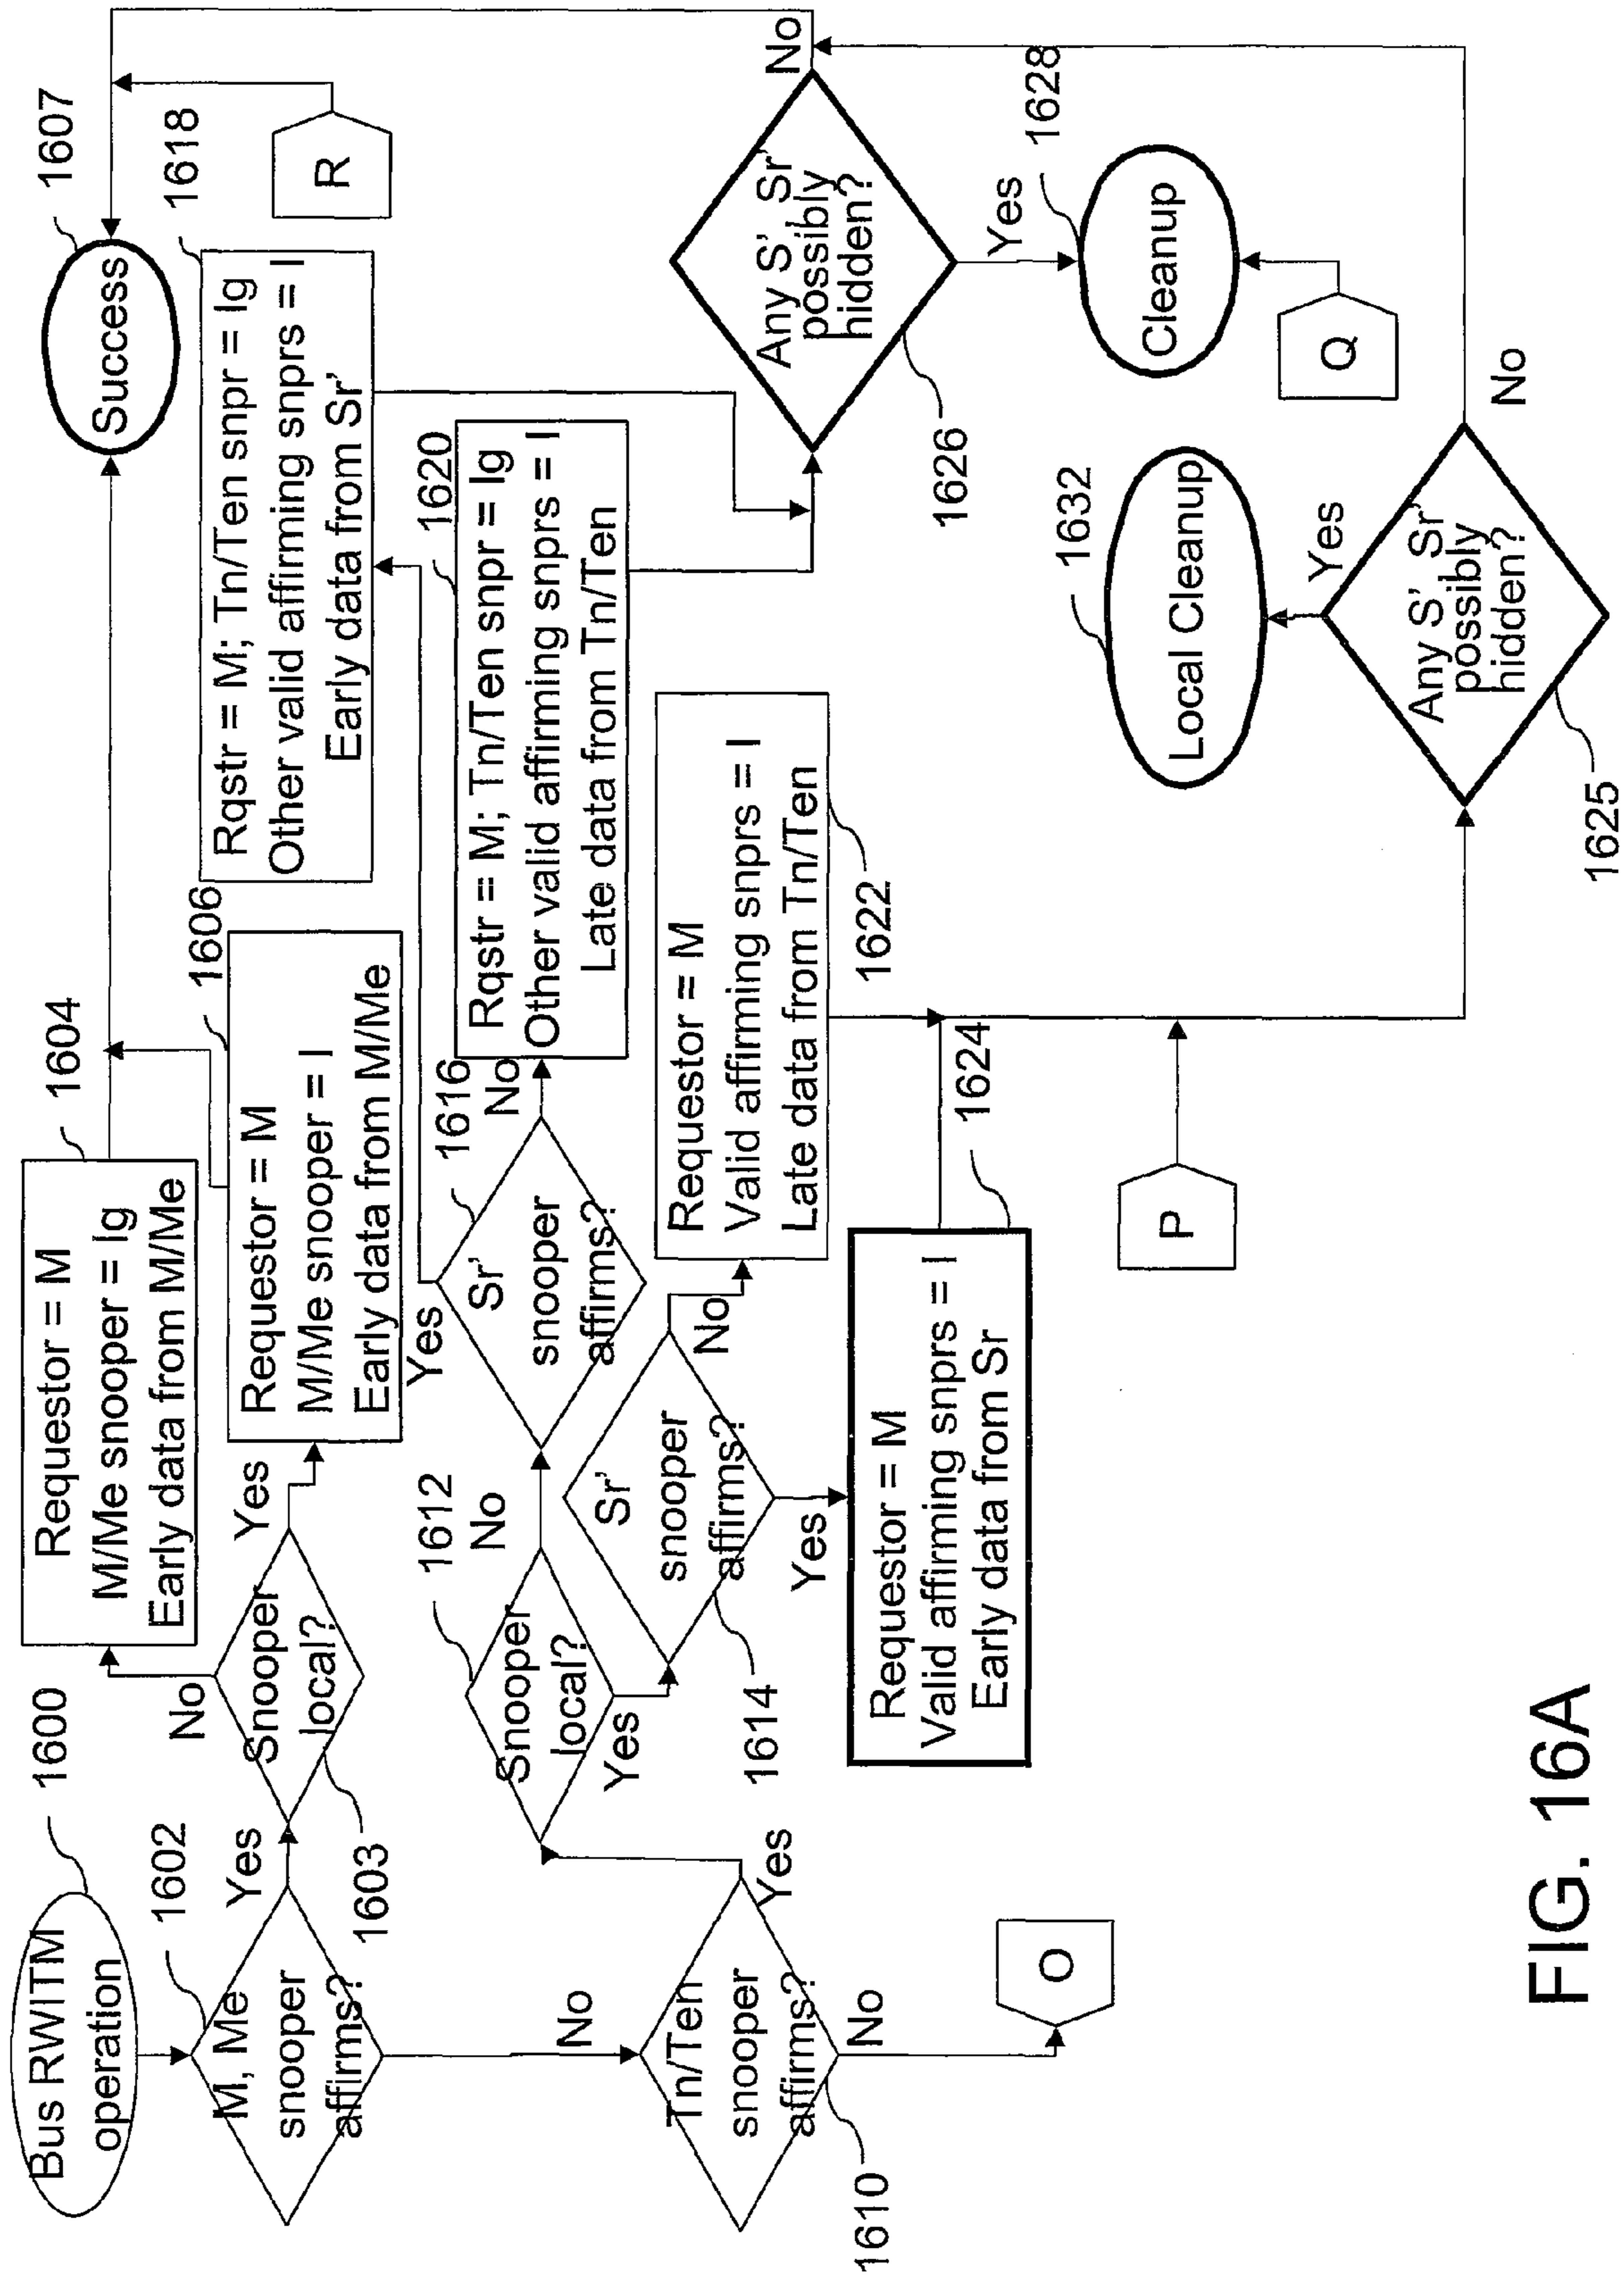 Bus RWITM
operation
1600
M, Me
snooper
affirms?
1602
Yes
No
Snooper
local?
1603
No
Yes
Requestor = M
M/Me snooper = Ig
Early data from M/Me
1604
Requestor = M
M/Me snooper = I
Early data from M/Me
1606
Success
1607
Tn/Ten
snooper
affirms?
1610
Yes
No
O
Snooper
local?
1612
No
Yes
Sr'
snooper
affirms?
1616
Yes
No
Sr'
snooper
affirms?
1614
No
Yes
Rqstr = M; Tn/Ten snpr = Ig
Other valid affirming snprs = I
Early data from Sr'
1618
Rqstr = M; Tn/Ten snpr = Ig
Other valid affirming snprs = I
Late data from Tn/Ten
1620
Requestor = M
Valid affirming snprs = I
Late data from Tn/Ten
1622
Requestor = M
Valid affirming snprs = I
Early data from Sr
1624
P
R
Any S' Sr'
possibly
hidden?
1626
No
Yes
Cleanup
1628
Q
Any S' Sr'
possibly
hidden?
1625
Yes
No
Local Cleanup
1632
FIG. 16A